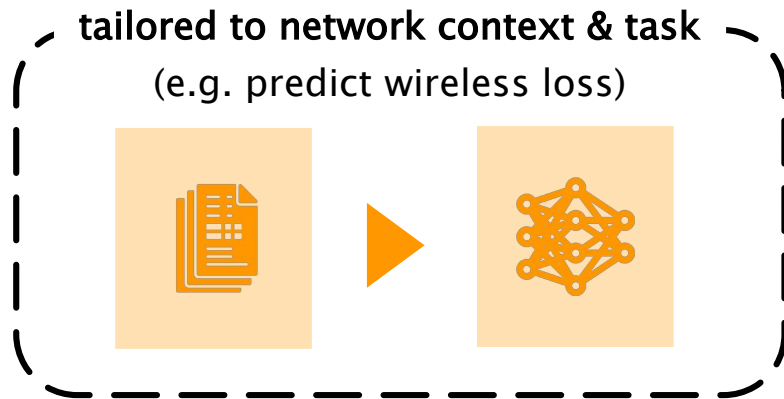 tailored to network context & task
(e.g. predict wireless loss)